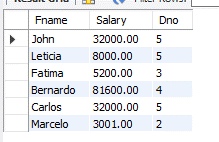 Fname Salary Dno
John 32000.00 5
Leticia 8000.00 5
Fatima 5200.00 3
Bernardo 81600.00 4
Carlos 32000.00 5
Marcelo 3001.00 2